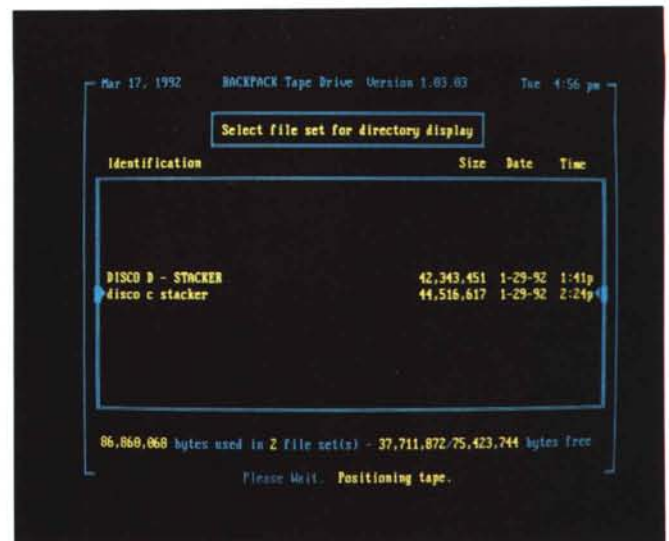 Mar 17, 1992 BACKPACK Tape Drive Version 1.03.03 Tue 4:56 pm
Select file set for directory display
Identification Size Date Time
DISCO D - STACKER 42,343,451 1-29-92 1:41p
disco c stacker 44,516,617 1-29-92 2:24p
86,860,068 bytes used in 2 file set(s) - 37,711,872/75,423,744 bytes free
Please Wait. Positioning tape.